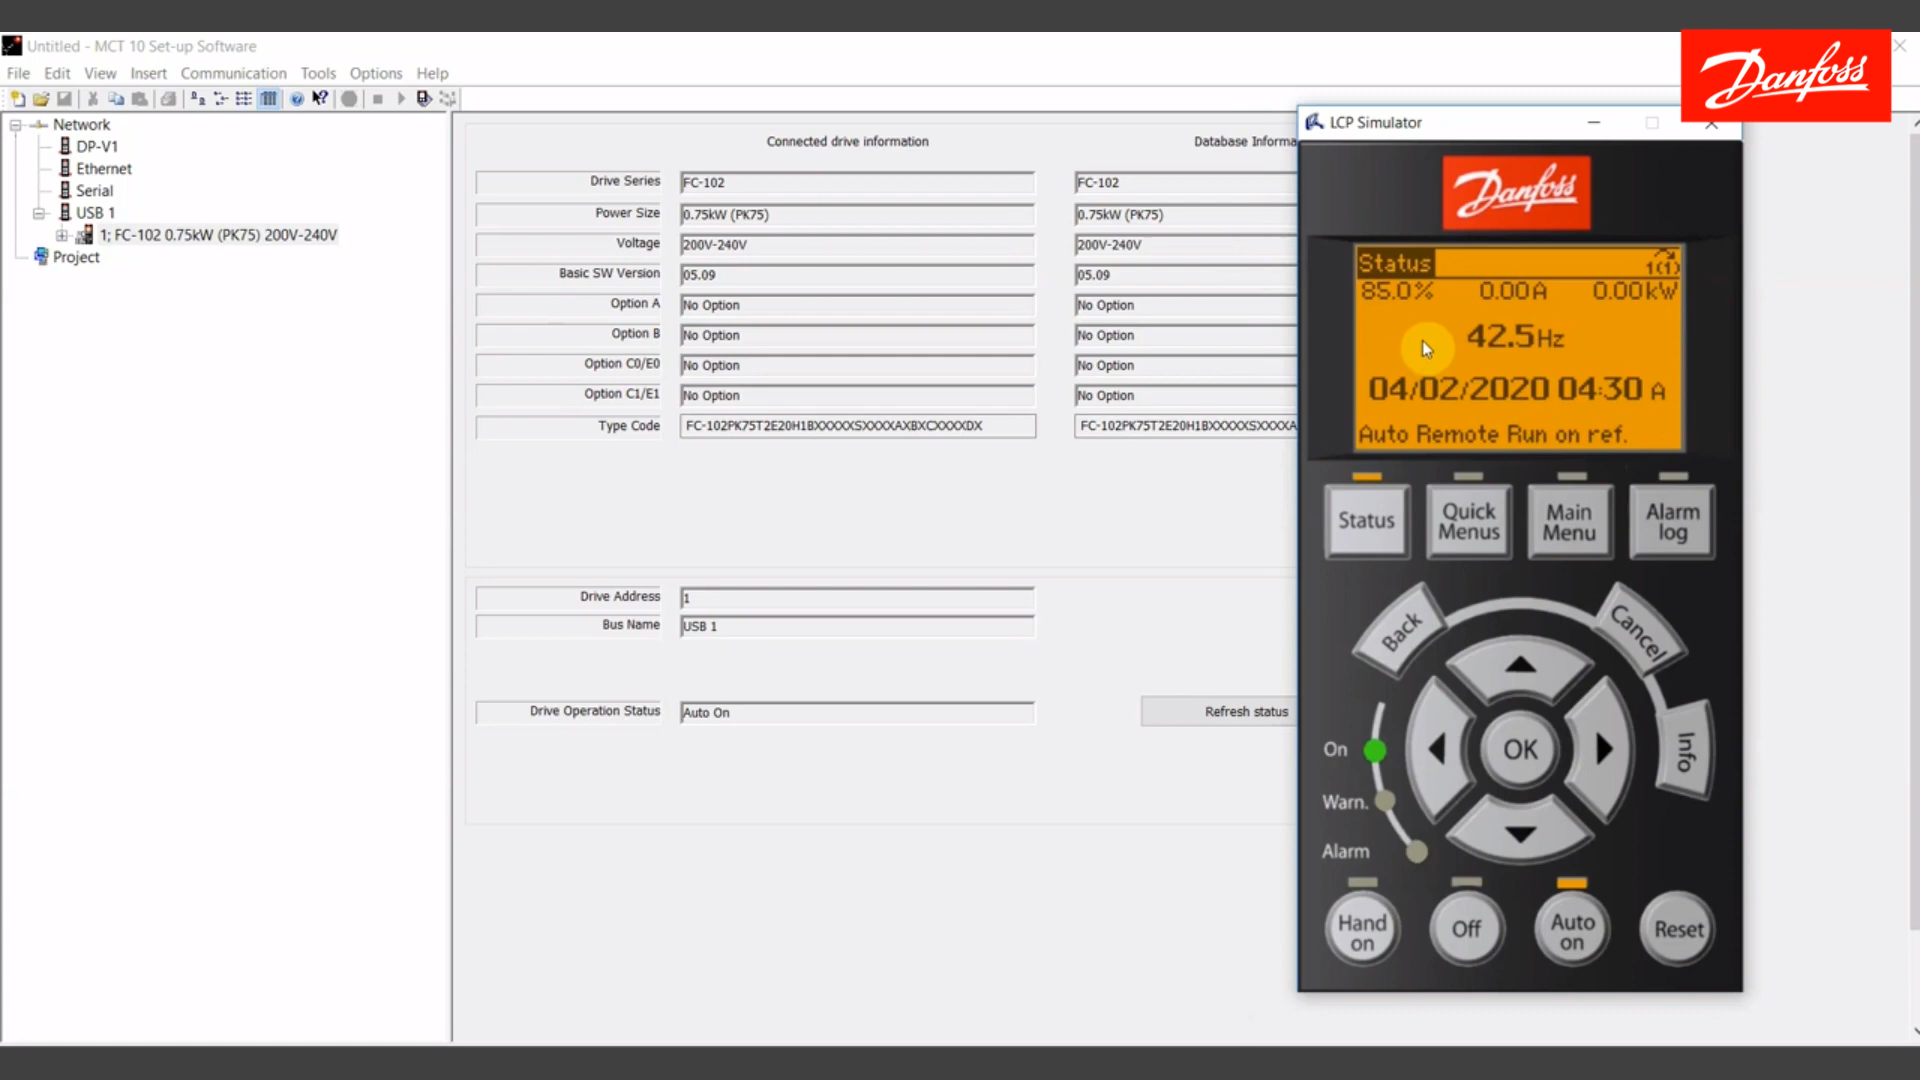 Untitled - MCT 10 Set-up Software
Danfoss
File Edit View Insert Communication Tools Options Help
Network
DP-V1
Ethernet
Serial
USB 1
1; FC-102 0.75kW (PK75) 200V-240V
Project
Connected drive information Database Informa
Drive Series FC-102 FC-102
Power Size 0.75kW (PK75) 0.75kW (PK75)
Voltage 200V-240V 200V-240V
Basic SW Version 05.09 05.09
Option A No Option No Option
Option B No Option No Option
Option C0/E0 No Option No Option
Option C1/E1 No Option No Option
Type Code FC-102PK75T2E20H1BXXXXXSXXXXAXBXCXXXXDX FC-102PK75T2E20H1BXXXXXSXXXXA
Drive Address 1
Bus Name USB 1
Drive Operation Status Auto On Refresh status
LCP Simulator
Danfoss
Status 1(1)
85.0% 0.00A 0.00kW
42.5Hz
04/02/2020 04:30 A
Auto Remote Run on ref.
Status Quick Menus Main Menu Alarm log
Back Cancel
On OK Info
Warn.
Alarm
Hand on Off Auto on Reset